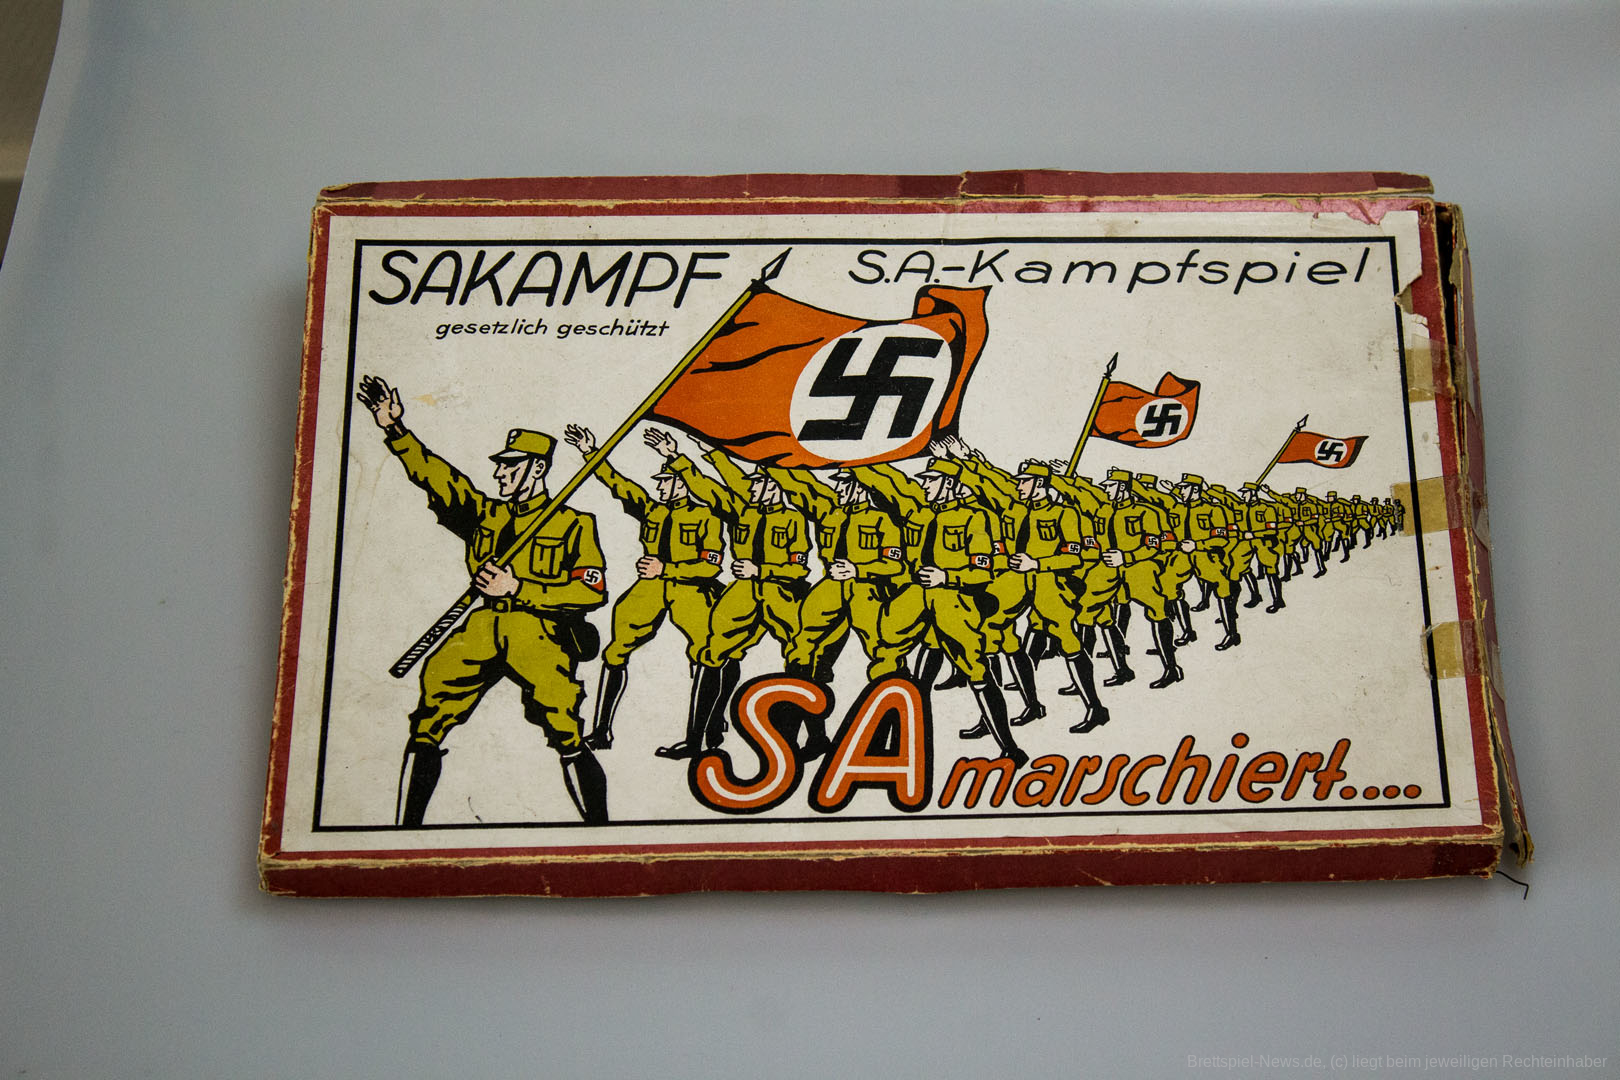 SAKAMPF
gesetzlich geschützt
S.A.-Kampfspiel
SA marschiert....
Brettspiel-News.de, (c) liegt beim jeweiligen Rechteinhaber